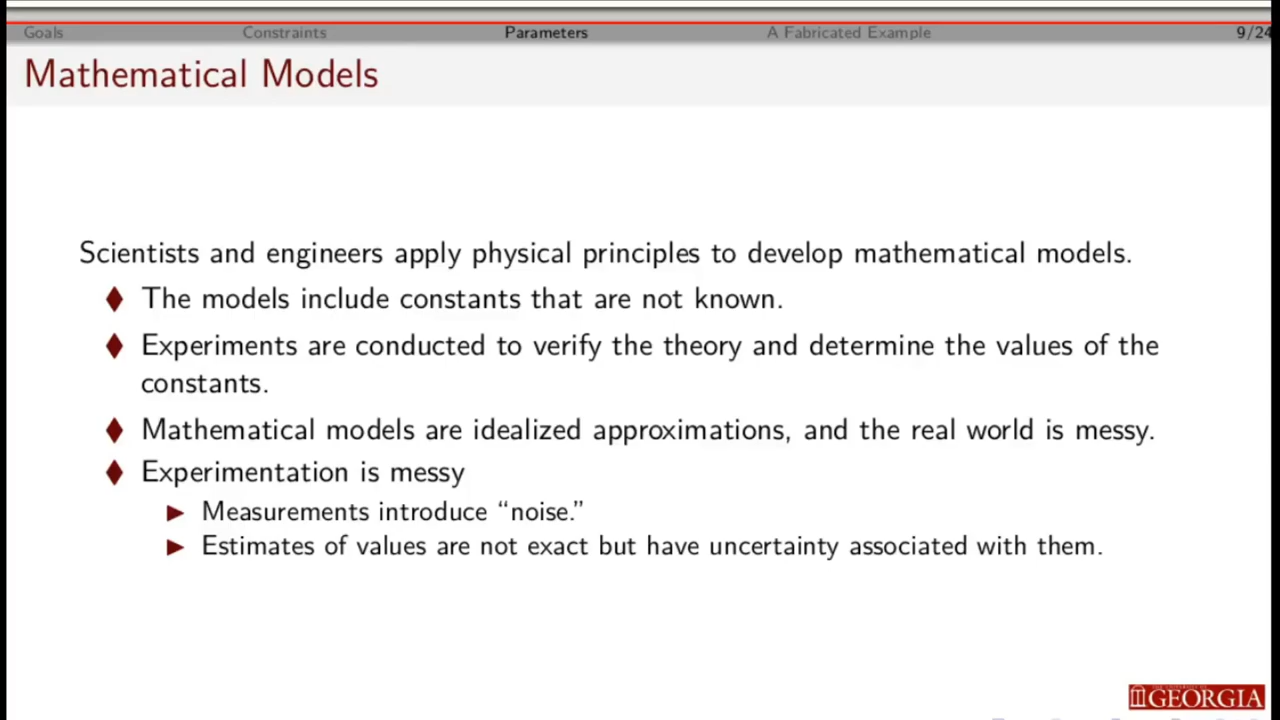 Goals Constraints Parameters A Fabricated Example 9/24
Mathematical Models
Scientists and engineers apply physical principles to develop mathematical models.
The models include constants that are not known.
Experiments are conducted to verify the theory and determine the values of the
constants.
Mathematical models are idealized approximations, and the real world is messy.
Experimentation is messy
Measurements introduce “noise.”
Estimates of values are not exact but have uncertainty associated with them.
GEORGIA